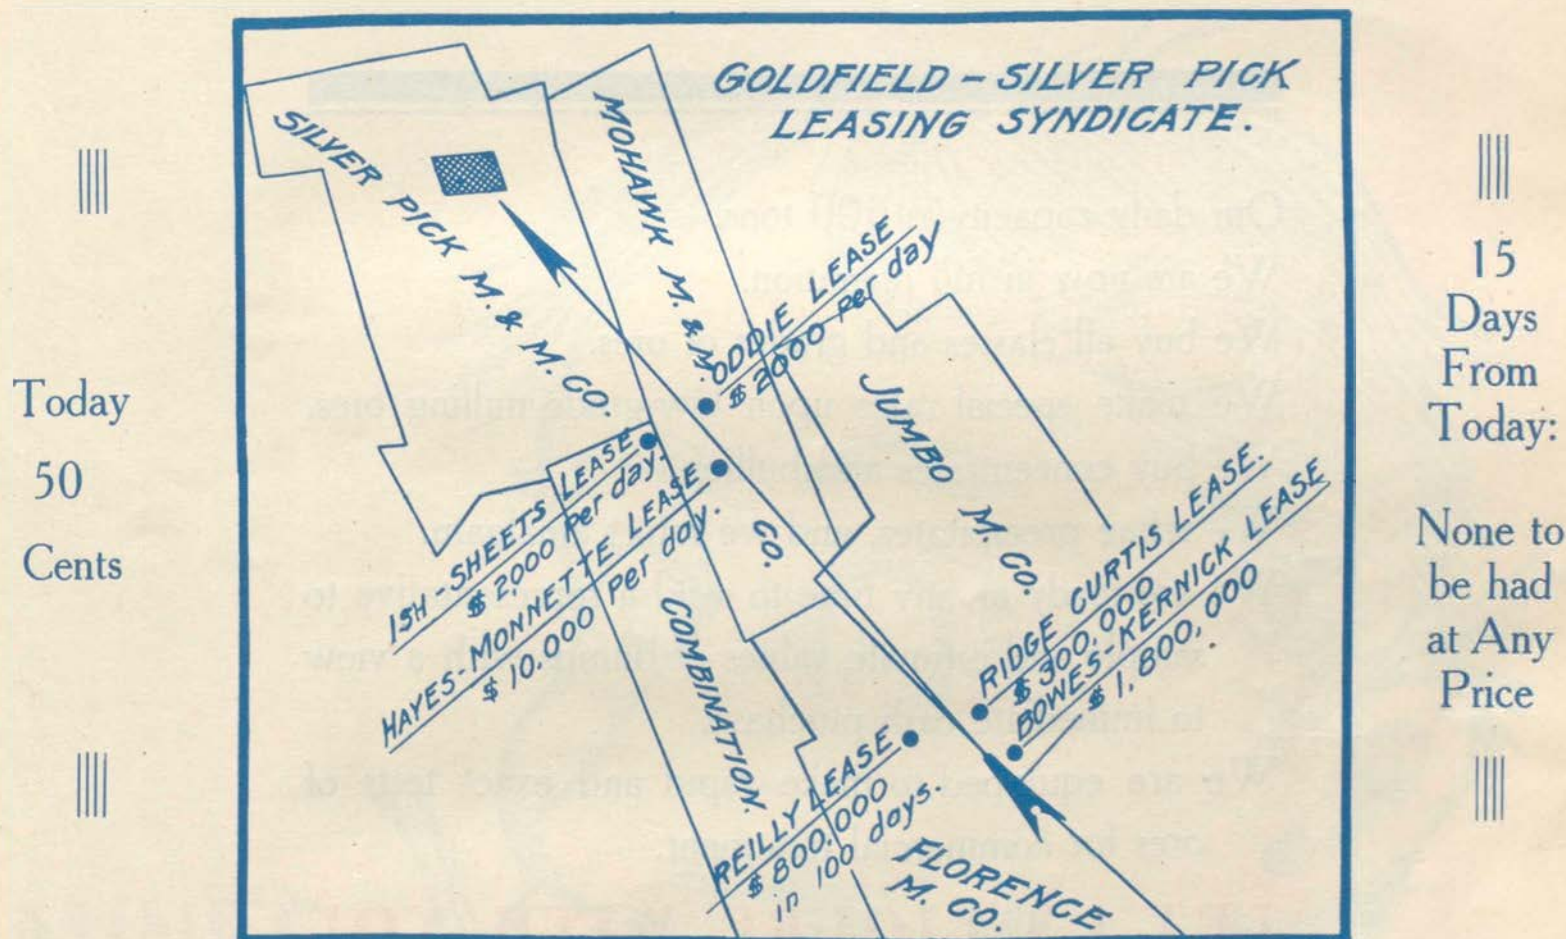 GOLDFIELD - SILVER PICK
LEASING SYNDICATE.
SILVER PICK M. & M. CO
MOHAWK M. & M. CO.
ODDIE LEASE
$ 2000 per day
JUMBO M. CO.
ISH-SHEETS LEASE
$ 2,000 Per day.
HAYES-MONNETTE LEASE
$ 10.000 Per day.
COMBINATION.
RIDGE CURTIS LEASE.
$ 300,000
BOWES-KERNICK LEASE
$ 1,800,000
REILLY LEASE
$ 800.000
in 100 days.
FLORENCE
M. CO.
Today
50
Cents
15
Days
From
Today:
None to
be had
at Any
Price